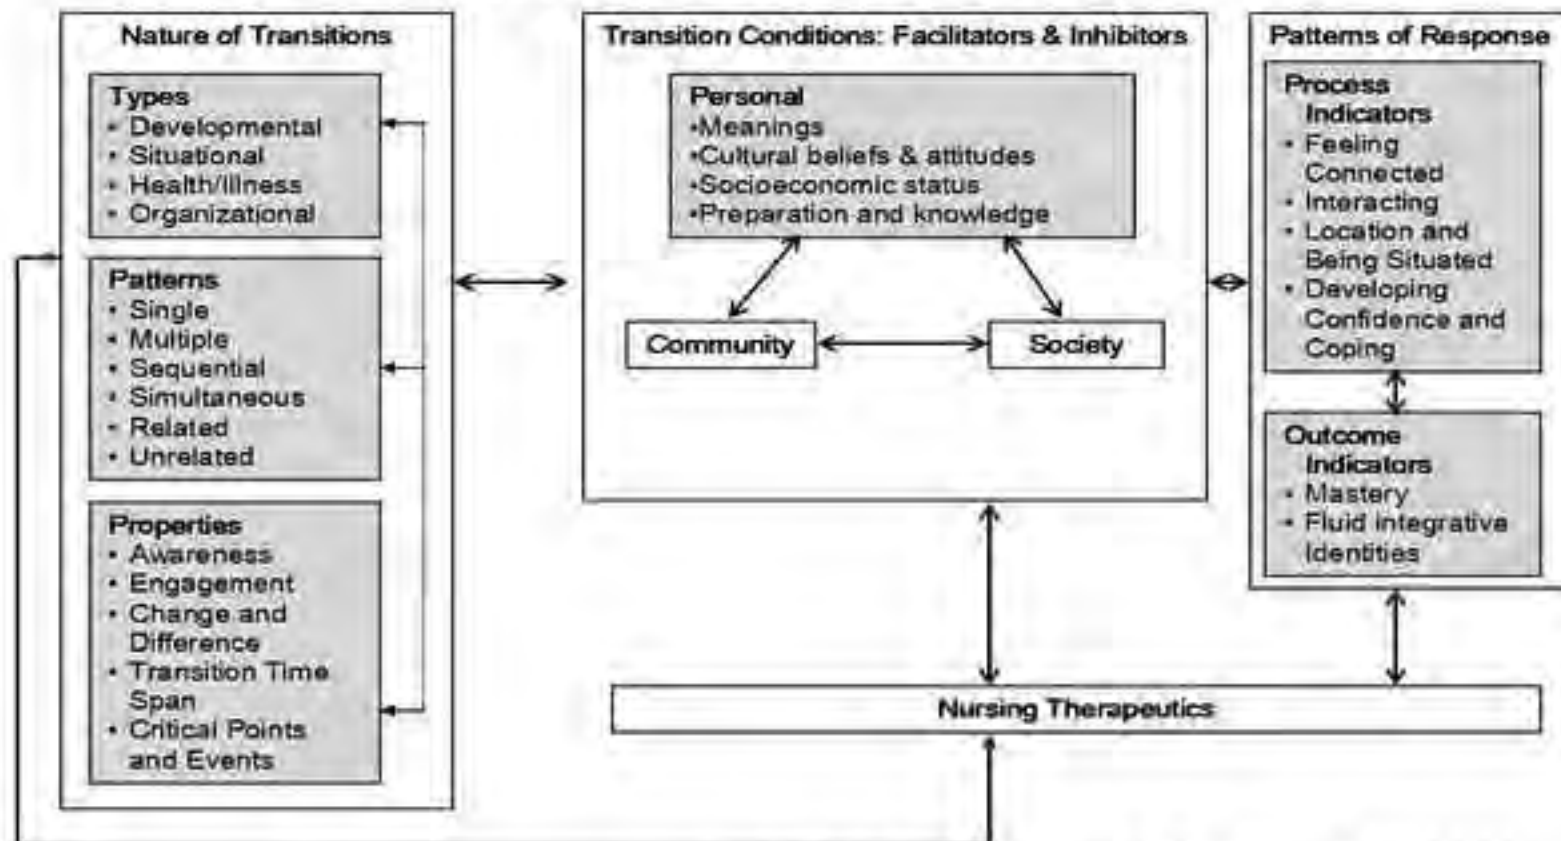 Nature of Transitions
Types
• Developmental
• Situational
• Health/Illness
• Organizational
Patterns
• Single
• Multiple
• Sequential
• Simultaneous
• Related
• Unrelated
Properties
• Awareness
• Engagement
• Change and
Difference
• Transition Time
Span
• Critical Points
and Events
Transition Conditions: Facilitators & Inhibitors
Personal
•Meanings
•Cultural beliefs & attitudes
•Socioeconomic status
•Preparation and knowledge
Community
Society
Patterns of Response
Process
Indicators
• Feeling
Connected
• Interacting
• Location and
Being Situated
• Developing
Confidence and
Coping
Outcome
Indicators
• Mastery
• Fluid integrative
Identities
Nursing Therapeutics